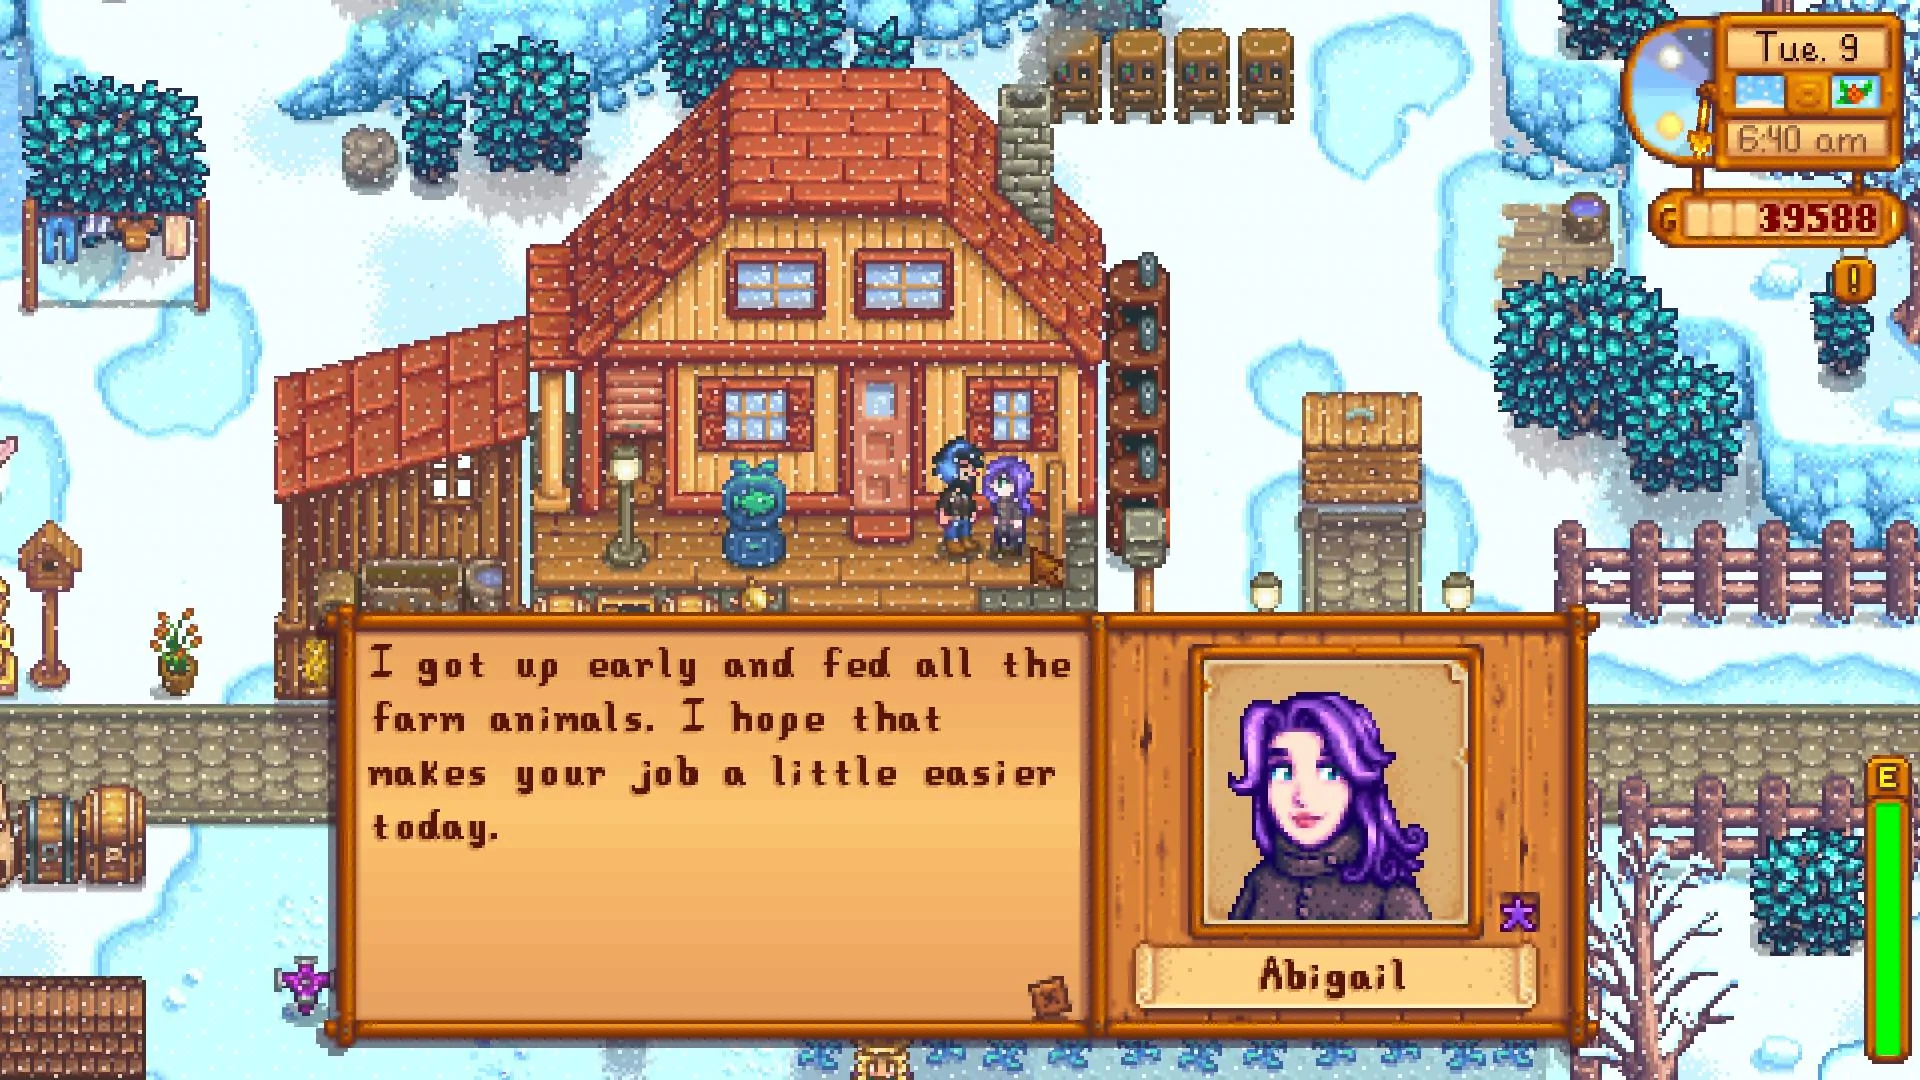 Tue. 9
6:40 am
G 39588
!
I got up early and fed all the
farm animals. I hope that
makes your job a little easier
today.
Abigail
E